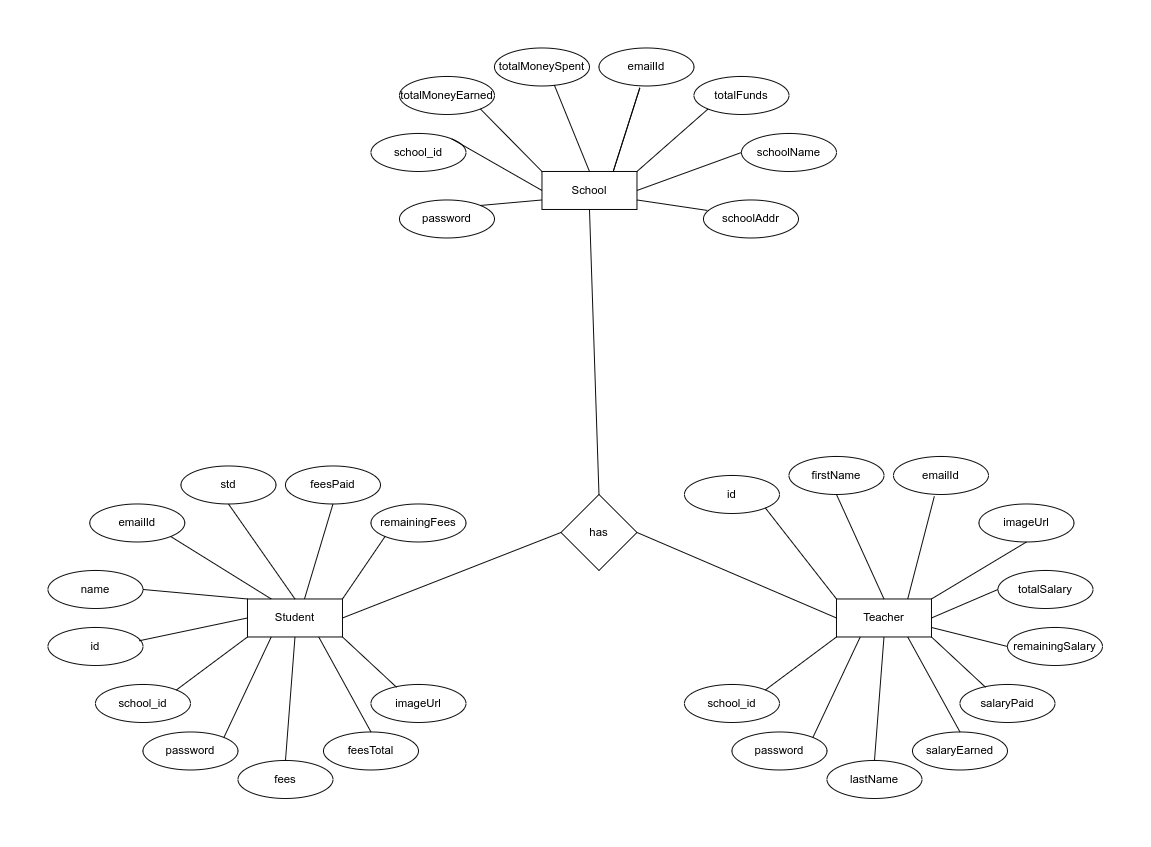 totalMoneySpent
emailId
totalMoneyEarned
totalFunds
school_id
schoolName
School
password
schoolAddr
std
feesPaid
emailId
remainingFees
name
id
Student
school_id
imageUrl
password
feesTotal
fees
has
firstName
emailId
id
imageUrl
totalSalary
Teacher
remainingSalary
school_id
salaryPaid
password
salaryEarned
lastName